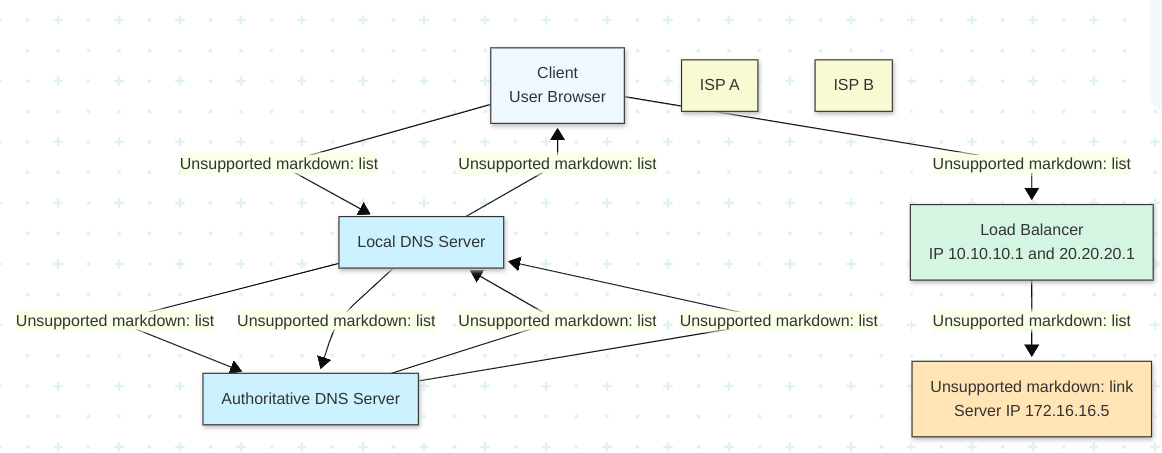 Client
User Browser
ISP A
ISP B
Unsupported markdown: list
Unsupported markdown: list
Unsupported markdown: list
Local DNS Server
Load Balancer
IP 10.10.10.1 and 20.20.20.1
Unsupported markdown: list
Unsupported markdown: list
Unsupported markdown: list
Unsupported markdown: list
Unsupported markdown: list
Authoritative DNS Server
Unsupported markdown: link
Server IP 172.16.16.5